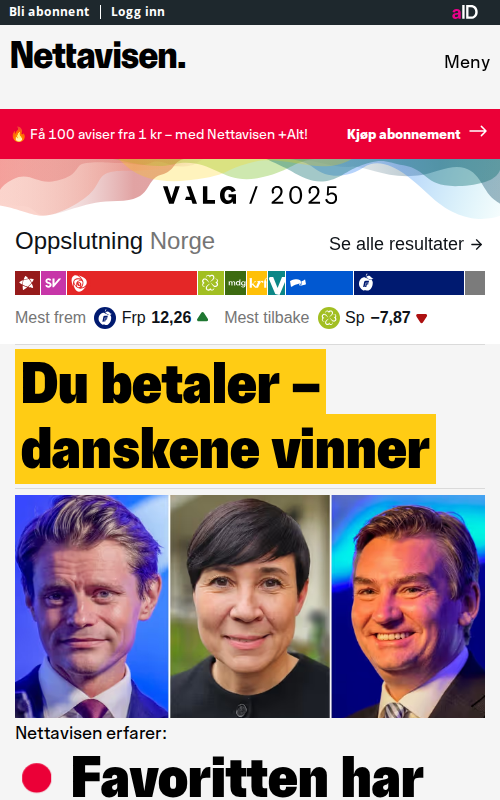 Bli abonnent | Logg inn
aID
Nettavisen.
Meny
🔥 Få 100 aviser fra 1 kr – med Nettavisen +Alt!
Kjøp abonnement →
VALG / 2025
Oppslutning Norge
Se alle resultater →
SV
mdg
krf
V
Mest frem Frp 12,26 ▲ Mest tilbake Sp −7,87 ▼
Du betaler –
danskene vinner
Nettavisen erfarer:
Favoritten har